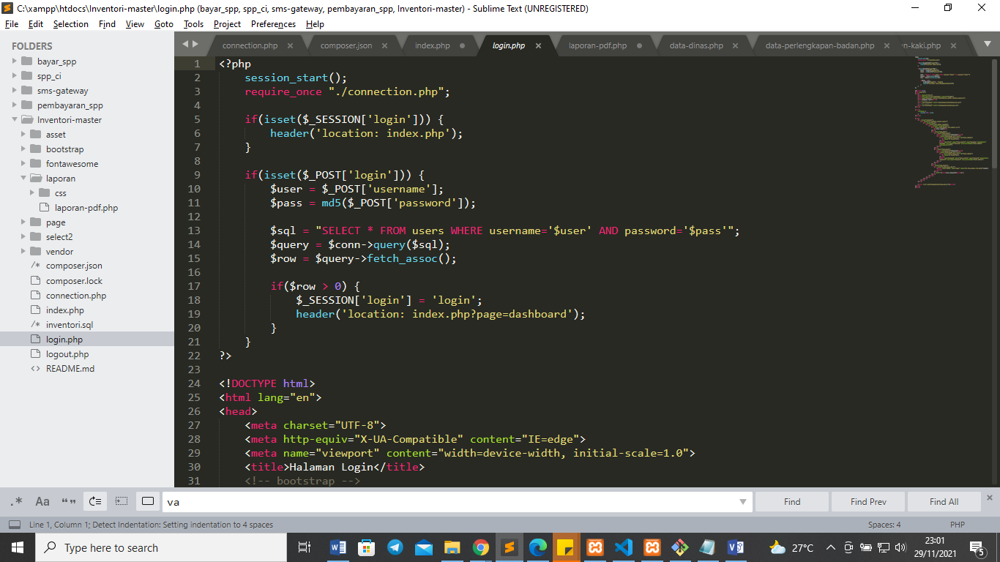 C:\xampp\htdocs\Inventori-master\login.php (bayar_spp, spp_ci, sms-gateway, pembayaran_spp, Inventori-master) - Sublime Text (UNREGISTERED)
File Edit Selection Find View Goto Tools Project Preferences Help
FOLDERS
bayar_spp
spp_ci
sms-gateway
pembayaran_spp
Inventori-master
asset
bootstrap
fontawesome
laporan
css
laporan-pdf.php
page
select2
vendor
/* composer.json
composer.lock
connection.php
index.php
/* inventori.sql
login.php
logout.php
<> README.md
connection.php × composer.json × index.php login.php × laporan-pdf.php data-dinas.php × data-perlengkapan-badan.php × n-kaki.php ×
1 <?php
2 session_start();
3 require_once "./connection.php";
4
5 if(isset($_SESSION['login'])) {
6 header('location: index.php');
7 }
8
9 if(isset($_POST['login'])) {
10 $user = $_POST['username'];
11 $pass = md5($_POST['password']);
12
13 $sql = "SELECT * FROM users WHERE username='$user' AND password='$pass'";
14 $query = $conn->query($sql);
15 $row = $query->fetch_assoc();
16
17 if($row > 0) {
18 $_SESSION['login'] = 'login';
19 header('location: index.php?page=dashboard');
20 }
21 }
22 ?>
23
24 <!DOCTYPE html>
25 <html lang="en">
26 <head>
27 <meta charset="UTF-8">
28 <meta http-equiv="X-UA-Compatible" content="IE=edge">
29 <meta name="viewport" content="width=device-width, initial-scale=1.0">
30 <title>Halaman Login</title>
31 <!-- bootstrap -->
.* Aa “” va Find Find Prev Find All ×
Line 1, Column 1; Detect Indentation: Setting indentation to 4 spaces Spaces: 4 PHP
Type here to search 27°C 23:01
29/11/2021 5